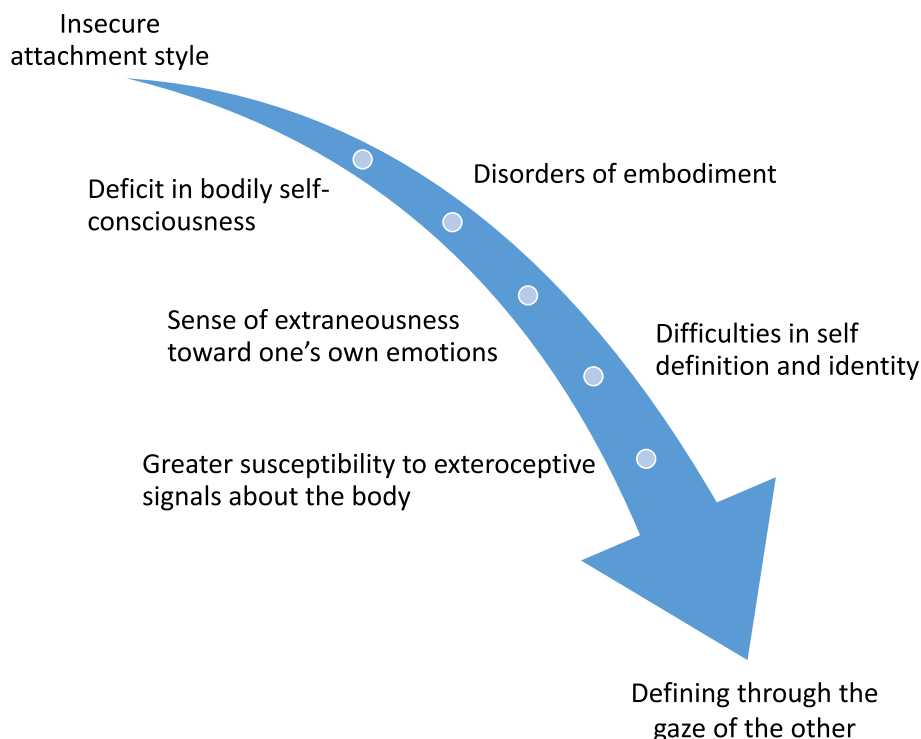 Insecure
attachment style
Disorders of embodiment
Deficit in bodily self-
consciousness
Sense of extraneousness
toward one’s own emotions
Difficulties in self
definition and identity
Greater susceptibility to exteroceptive
signals about the body
Defining through the
gaze of the other